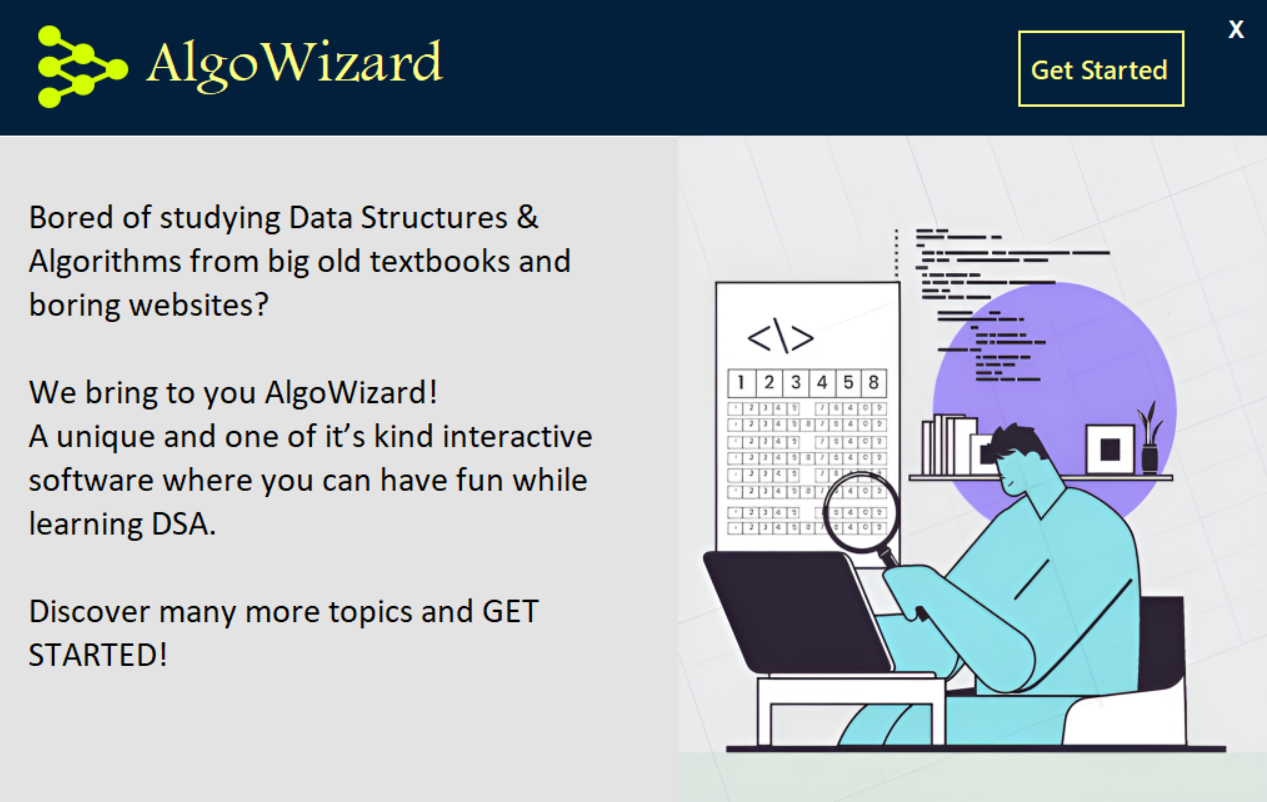 AlgoWizard
X
Get Started
Bored of studying Data Structures &
Algorithms from big old textbooks and
boring websites?
We bring to you AlgoWizard!
A unique and one of it’s kind interactive
software where you can have fun while
learning DSA.
Discover many more topics and GET
STARTED!
<\>
1 2 3 4 5 8